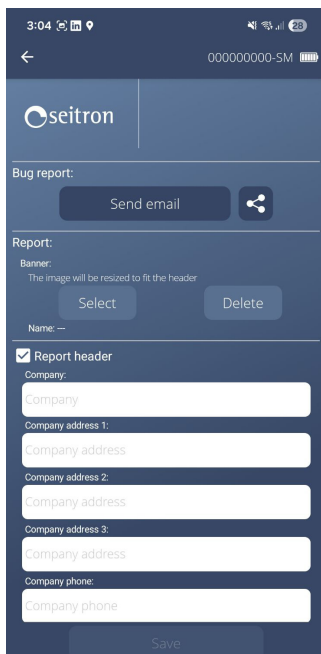 3:04 in 28
000000000-SM
seitron
Bug report:
Send email
Report:
Banner:
The image will be resized to fit the header
Select Delete
Name: —
Report header
Company:
Company
Company address 1:
Company address
Company address 2:
Company address
Company address 3:
Company address
Company phone:
Company phone
Save